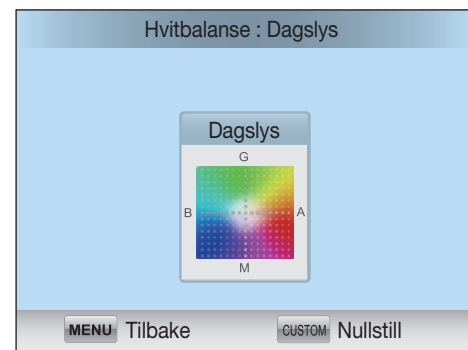 Hvitbalanse : Dagslys
Dagslys
G
B A
M
MENU Tilbake CUSTOM Nullstill